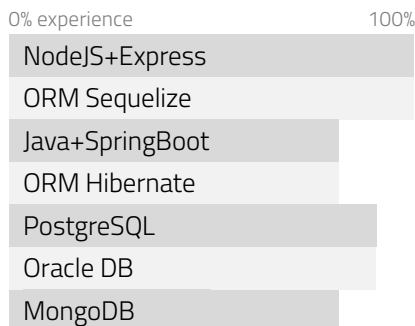 0% experience 100%
NodeJS+Express
ORM Sequelize
Java+SpringBoot
ORM Hibernate
PostgreSQL
Oracle DB
MongoDB